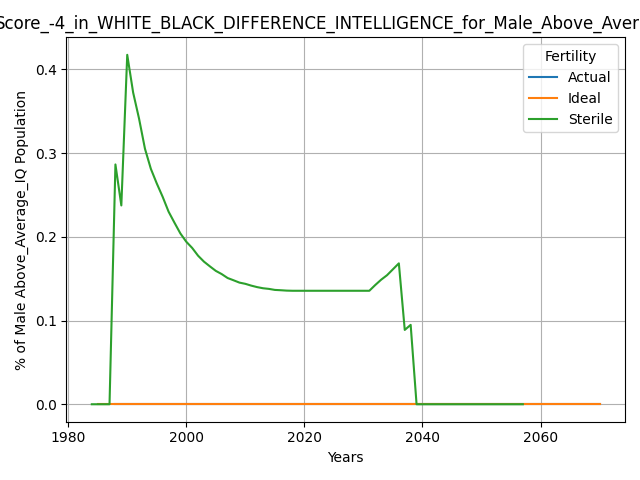 Score_-4_in_WHITE_BLACK_DIFFERENCE_INTELLIGENCE_for_Male_Above_Aver
% of Male Above_Average_IQ Population
0.4
0.3
0.2
0.1
0.0
Fertility
Actual
Ideal
Sterile
1980
2000
2020
2040
2060
Years